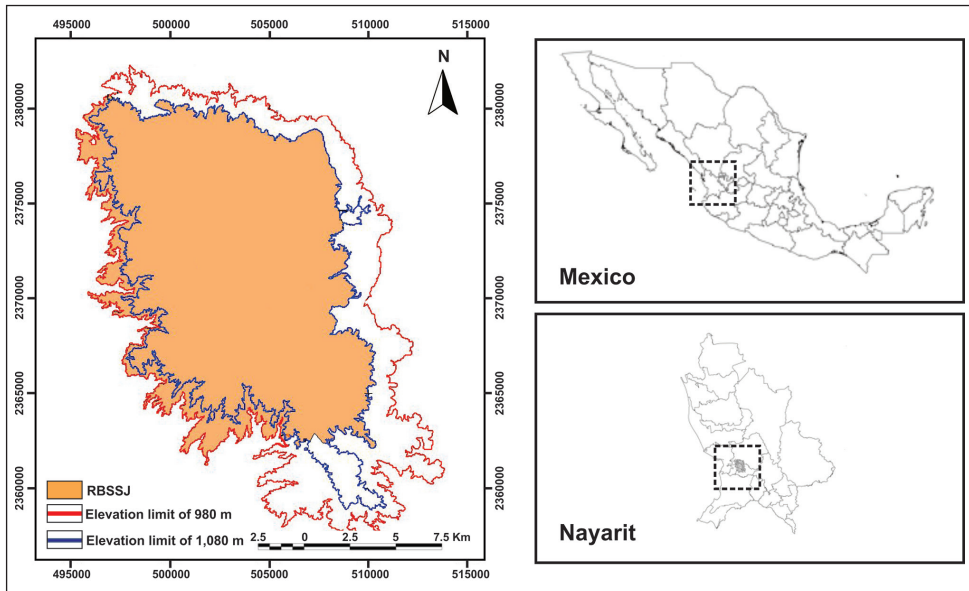 495000 500000 505000 510000 515000
N
2380000 2380000
2375000 2375000
2370000 2370000
2365000 2365000
2360000 2360000
RBSSJ
Elevation limit of 980 m
Elevation limit of 1,080 m
2.5 0 2.5 5 7.5 Km
495000 500000 505000 510000 515000
Mexico
Nayarit